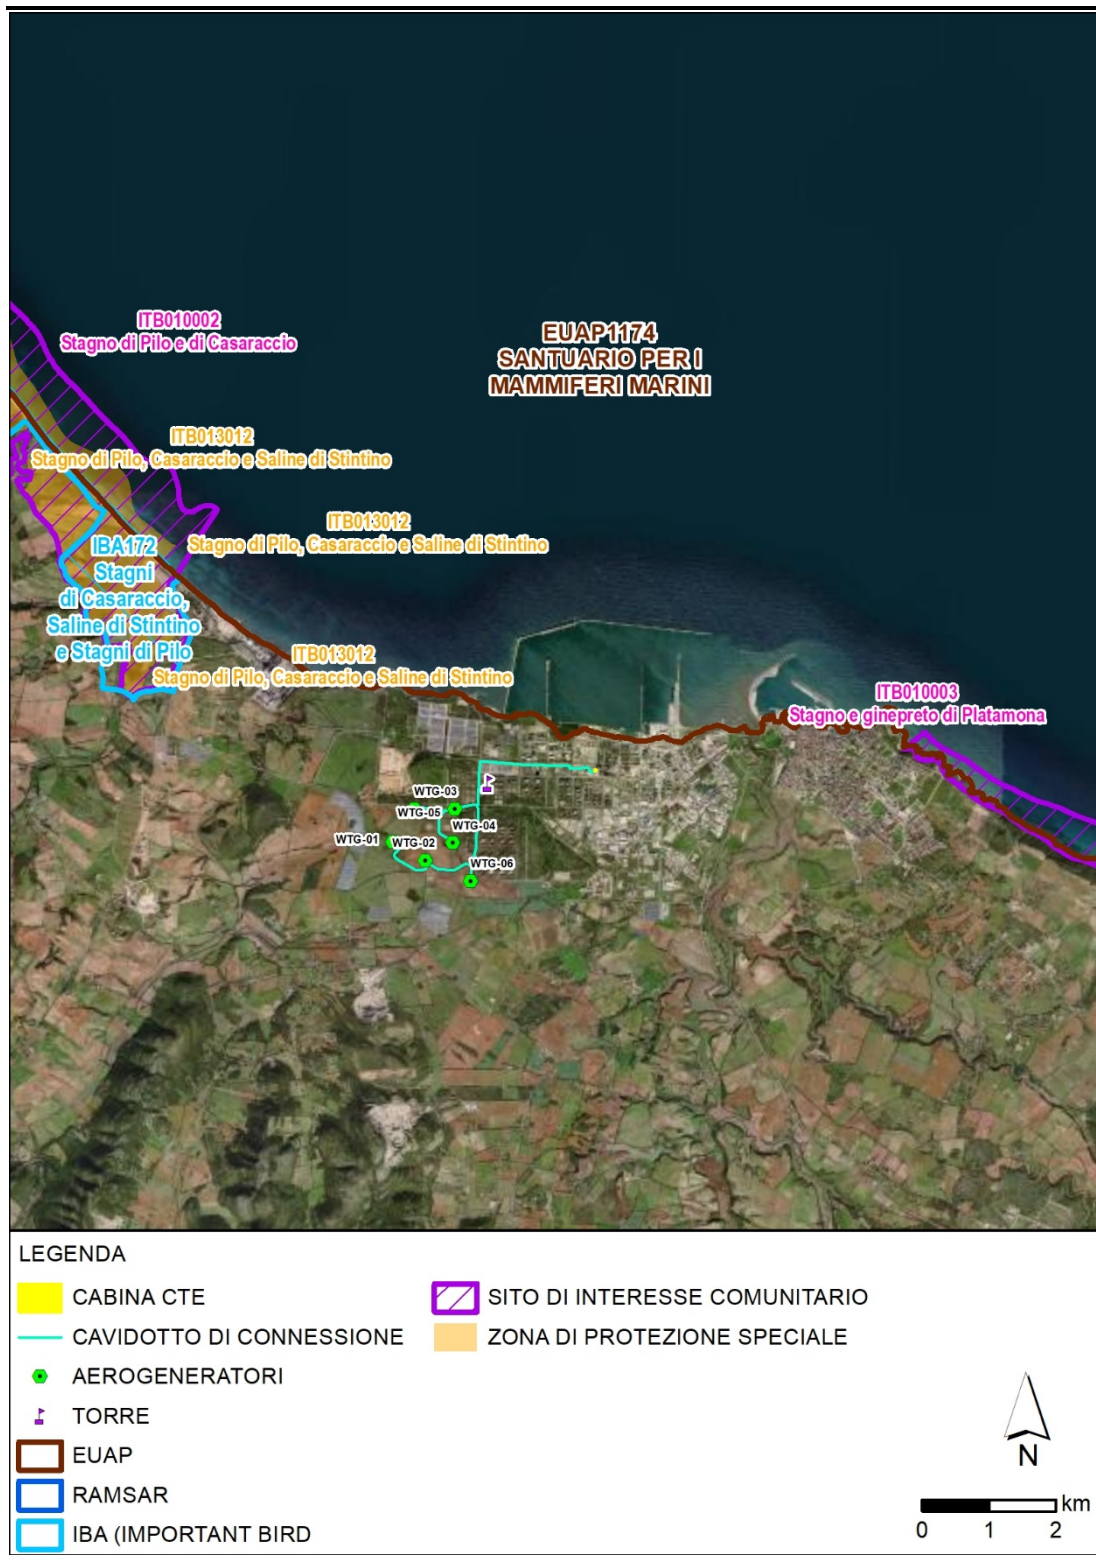 ITB010002
Stagno di Pilo e di Casaraccio
EUAP1174
SANTUARIO PER I
MAMMIFERI MARINI
ITB013012
Stagno di Pilo, Casaraccio e Saline di Stintino
ITB013012
Stagno di Pilo, Casaraccio e Saline di Stintino
IBA172
Stagni
di Casaraccio,
Saline di Stintino
e Stagni di Pilo
ITB013012
Stagno di Pilo, Casaraccio e Saline di Stintino
ITB010003
Stagno e ginepreto di Platamona
WTG-03
WTG-05
WTG-04
WTG-01
WTG-02
WTG-06
LEGENDA
CABINA CTE
CAVIDOTTO DI CONNESSIONE
AEROGENERATORI
TORRE
EUAP
RAMSAR
IBA (IMPORTANT BIRD
SITO DI INTERESSE COMUNITARIO
ZONA DI PROTEZIONE SPECIALE
N
km
0 1 2